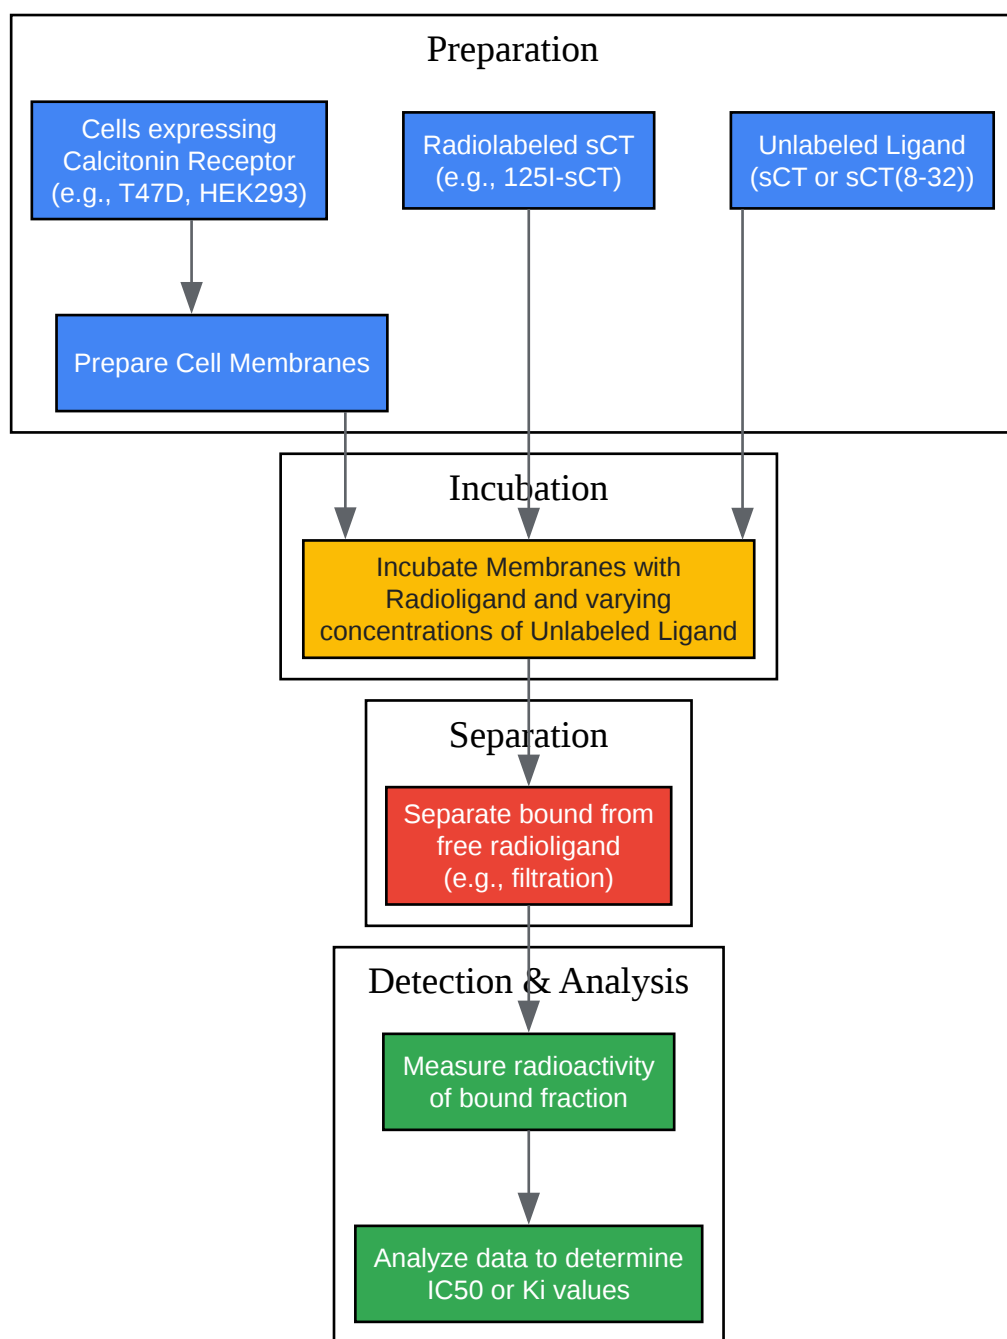 Preparation
Cells expressing
Calcitonin Receptor
(e.g., T47D, HEK293)
Radiolabeled sCT
(e.g., 125I-sCT)
Unlabeled Ligand
(sCT or sCT(8-32))
Prepare Cell Membranes
Incubation
Incubate Membranes with
Radioligand and varying
concentrations of Unlabeled Ligand
Separation
Separate bound from
free radioligand
(e.g., filtration)
Detection & Analysis
Measure radioactivity
of bound fraction
Analyze data to determine
IC50 or Ki values